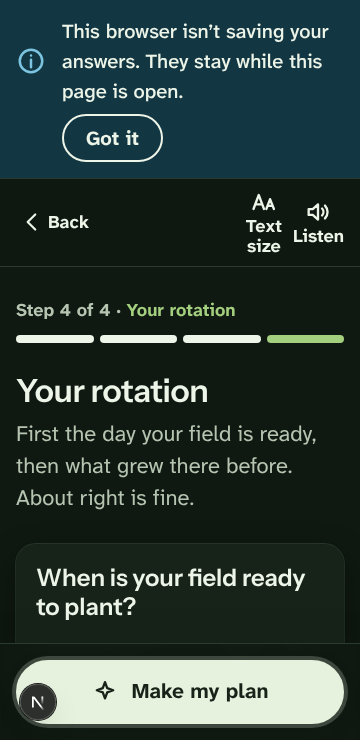 This browser isn’t saving your
answers. They stay while this
page is open.
Got it
Back
Text
size
Listen
Step 4 of 4 · Your rotation
Your rotation
First the day your field is ready,
then what grew there before.
About right is fine.
When is your field ready
to plant?
Make my plan
N